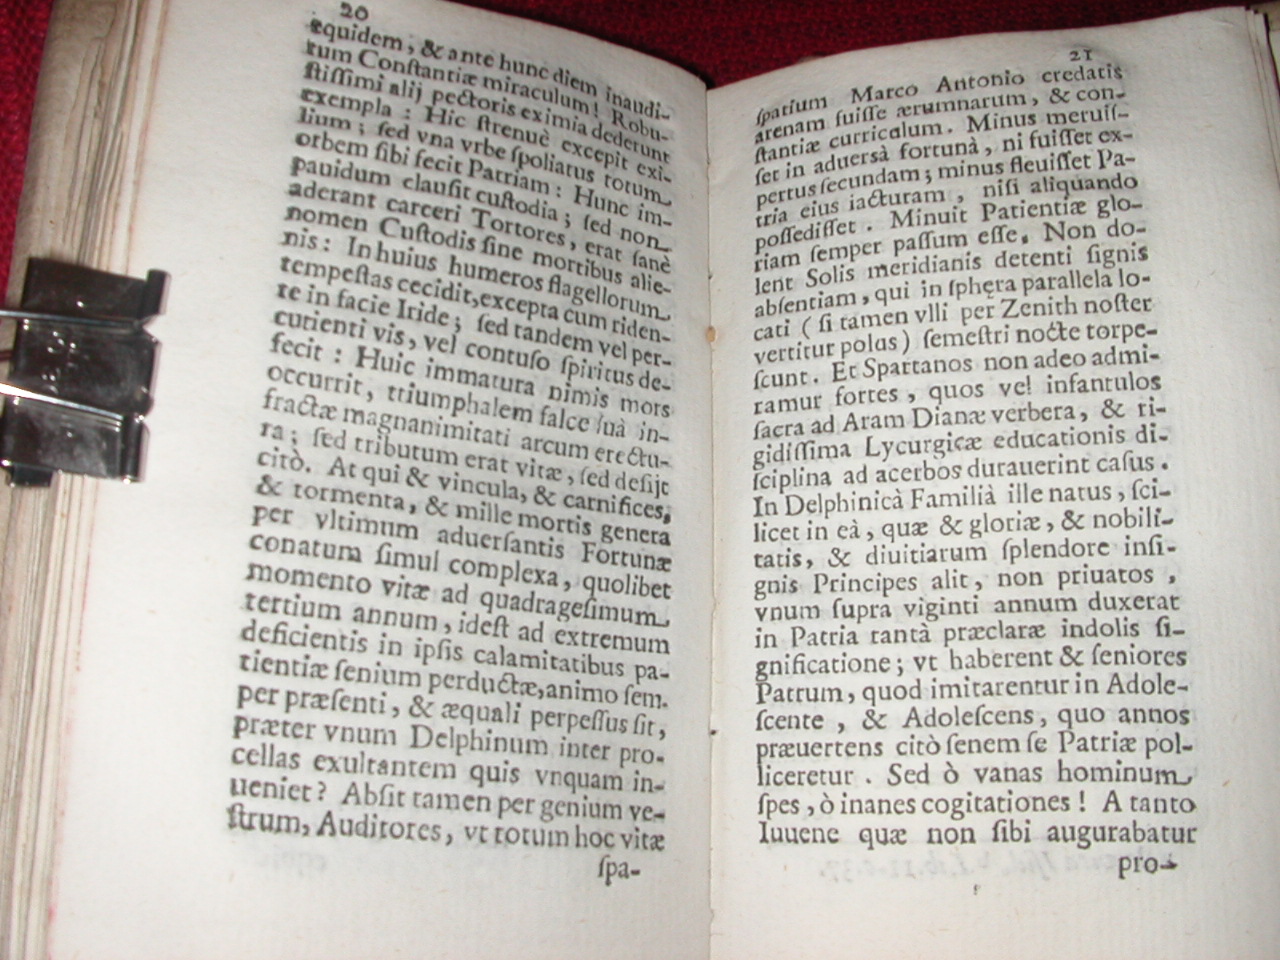 20
equidem, & ante hunc diem inaudi-
tum Conſtantiæ miraculum! Robu-
ſtiſſimi alij pectoris eximia dederunt
exempla: Hic ſtrenuè excepit exi-
lium; ſed vna vrbe ſpoliatus totum
orbem ſibi fecit Patriam: Hunc im-
pauidum clauſit cuſtodia; ſed non
aderant carceri Tortores, erat ſanè
nomen Cuſtodis ſine mortibus alie-
nis: In huius humeros flagellorum
tempeſtas cecidit, excepta cum riden-
te in facie Iride; ſed tandem vel per-
cutienti vis, vel contuſo ſpiritus de-
fecit: Huic immatura nimis mors
occurrit, triumphalem falce ſuà in-
fractæ magnanimitati arcum erectu-
ra; ſed tributum erat vitæ, ſed deſijt
citò. At qui & vincula, & carnifices,
& tormenta, & mille mortis genera
per vltimum aduerſantis Fortunæ
conatum ſimul complexa, quolibet
momento vitæ ad quadrageſimum
tertium annum, ideſt ad extremum
deficientis in ipſis calamitatibus pa-
tientiæ ſenium perductæ, animo ſem-
per præſenti, & æquali perpeſſus ſit,
præter vnum Delphinum inter pro-
cellas exultantem quis vnquam in-
ueniet? Abſit tamen per genium ve-
ſtrum, Auditores, vt totum hoc vitæ
ſpa-
21
ſpatium Marco Antonio credatis
arenam fuiſſe ærumnarum, & con-
ſtantiæ curriculum. Minus meruiſ-
ſet in aduersà fortunà, ni fuiſſet ex-
pertus ſecundam; minus fleuiſſet Pa-
tria eius iacturam, niſi aliquando
poſſediſſet. Minuit Patientiæ glo-
riam ſemper paſſum eſſe. Non do-
lent Solis meridianis detenti ſignis
abſentiam, qui in ſphęra parallela lo-
cati (ſi tamen vlli per Zenith noſter
vertitur polus) ſemeſtri nocte torpe-
ſcunt. Et Spartanos non adeo admi-
ramur fortes, quos vel infantulos
ſacra ad Aram Dianæ verbera, & ri-
gidiſſima Lycurgicæ educationis di-
ſciplina ad acerbos durauerint caſus.
In Delphinicà Familià ille natus, ſci-
licet in eà, quæ & gloriæ, & nobili-
tatis, & diuitiarum ſplendore inſi-
gnis Principes alit, non priuatos,
vnum ſupra viginti annum duxerat
in Patria tantà præclaræ indolis ſi-
gnificatione; vt haberent & ſeniores
Patrum, quod imitarentur in Adole-
ſcente, & Adoleſcens, quo annos
præuertens citò ſenem ſe Patriæ pol-
liceretur. Sed ò vanas hominum
ſpes, ò inanes cogitationes! A tanto
Iuuene quæ non ſibi augurabatur
pro-